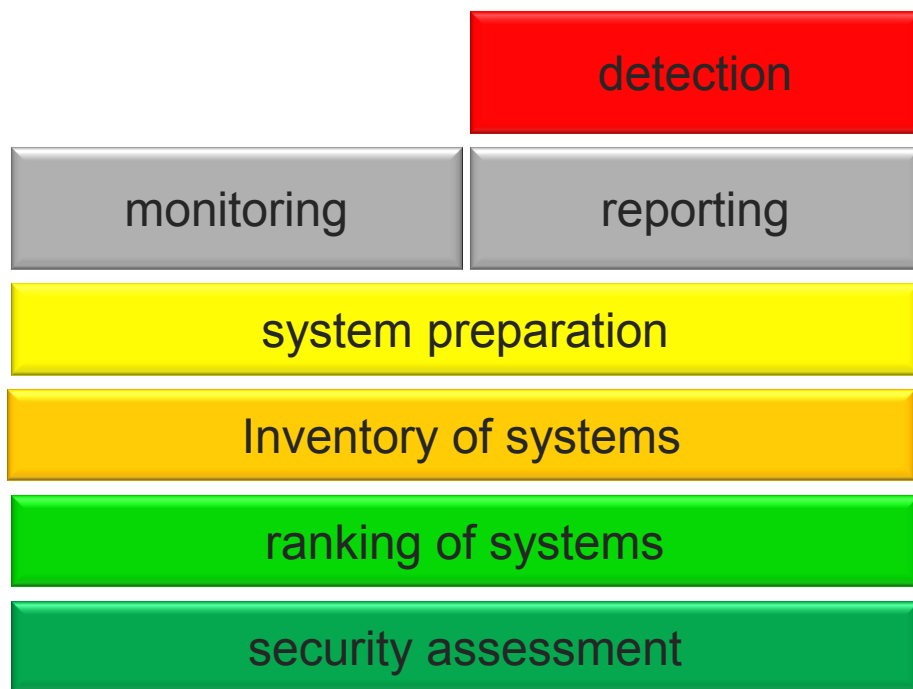 detection
monitoring reporting
system preparation
Inventory of systems
ranking of systems
security assessment